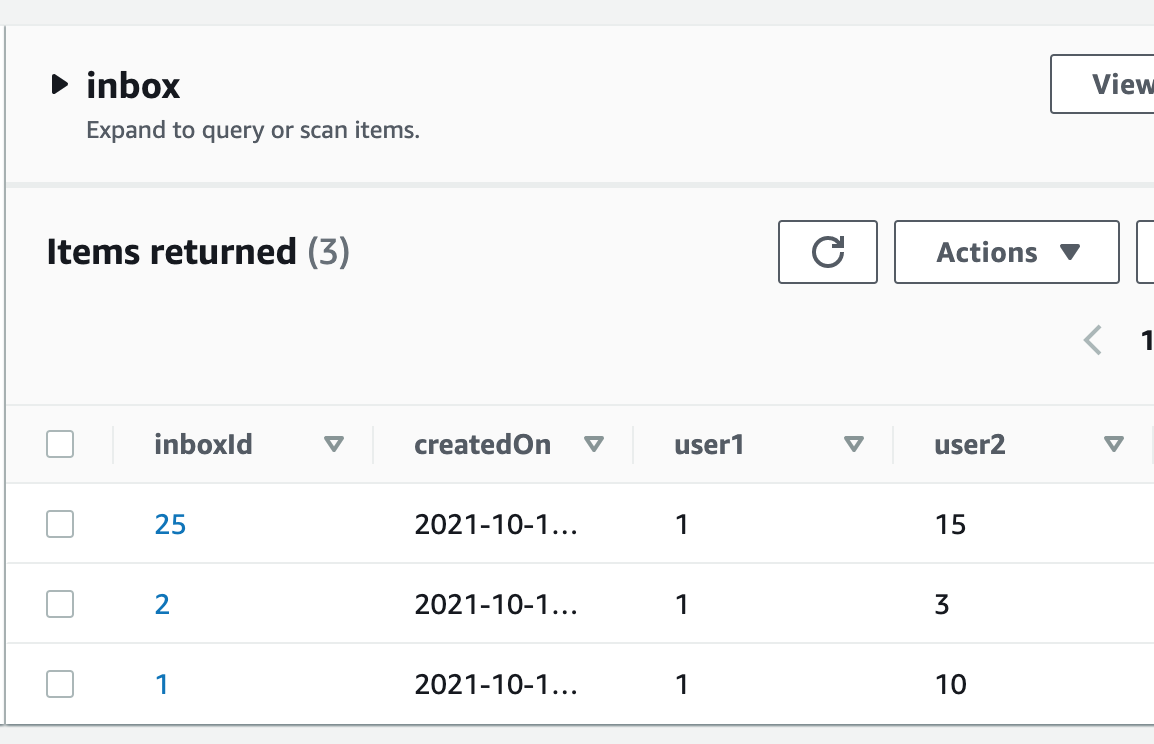 inbox
View
Expand to query or scan items.
Items returned (3)
Actions
1
inboxId createdOn user1 user2
25 2021-10-1... 1 15
2 2021-10-1... 1 3
1 2021-10-1... 1 10